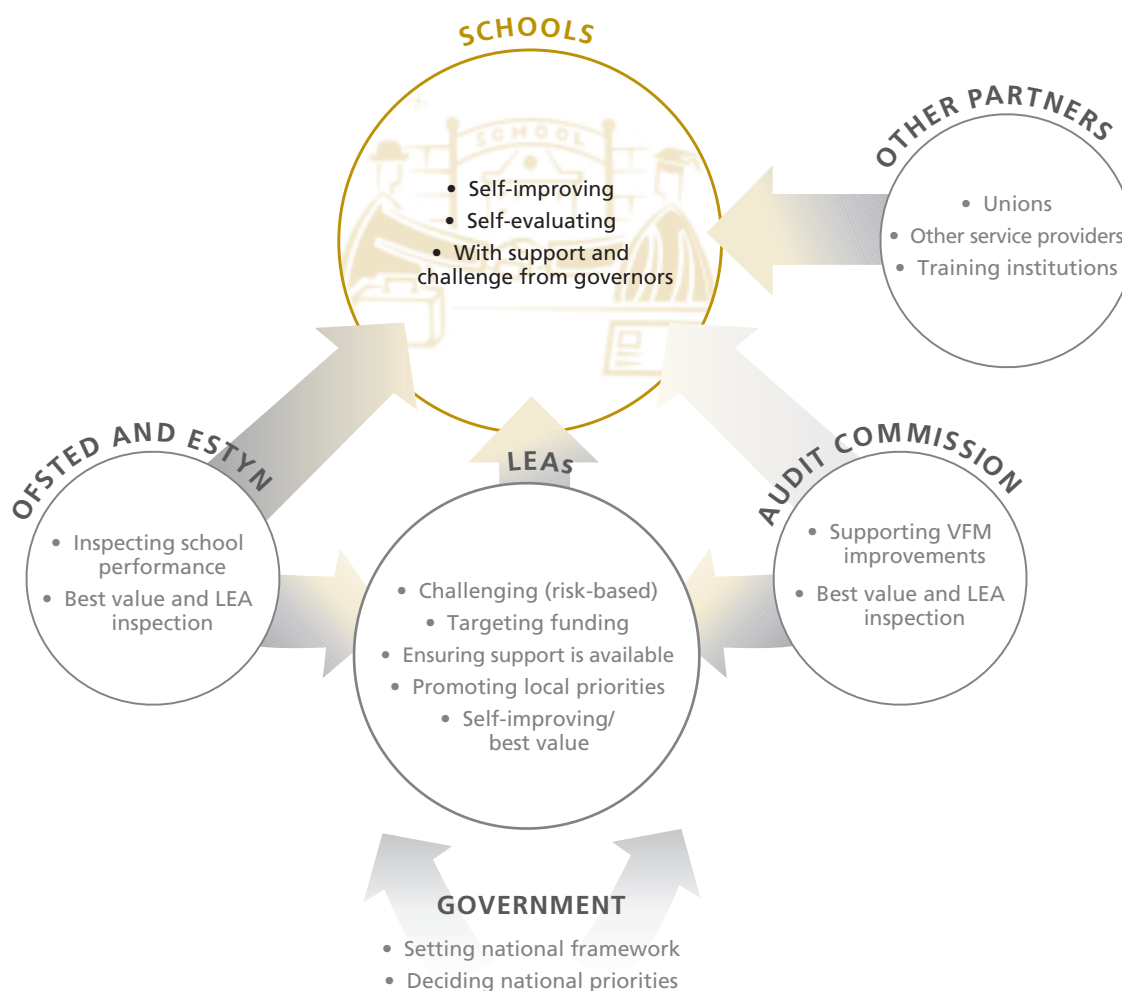 SCHOOLS
SCHOOL
• Self-improving
• Self-evaluating
• With support and
challenge from governors
OTHER PARTNERS
• Unions
• Other service providers
• Training institutions
OFSTED AND ESTYN
• Inspecting school
performance
• Best value and LEA
inspection
LEAs
• Challenging (risk-based)
• Targeting funding
• Ensuring support is available
• Promoting local priorities
• Self-improving/
best value
AUDIT COMMISSION
• Supporting VFM
improvements
• Best value and LEA
inspection
GOVERNMENT
• Setting national framework
• Deciding national priorities